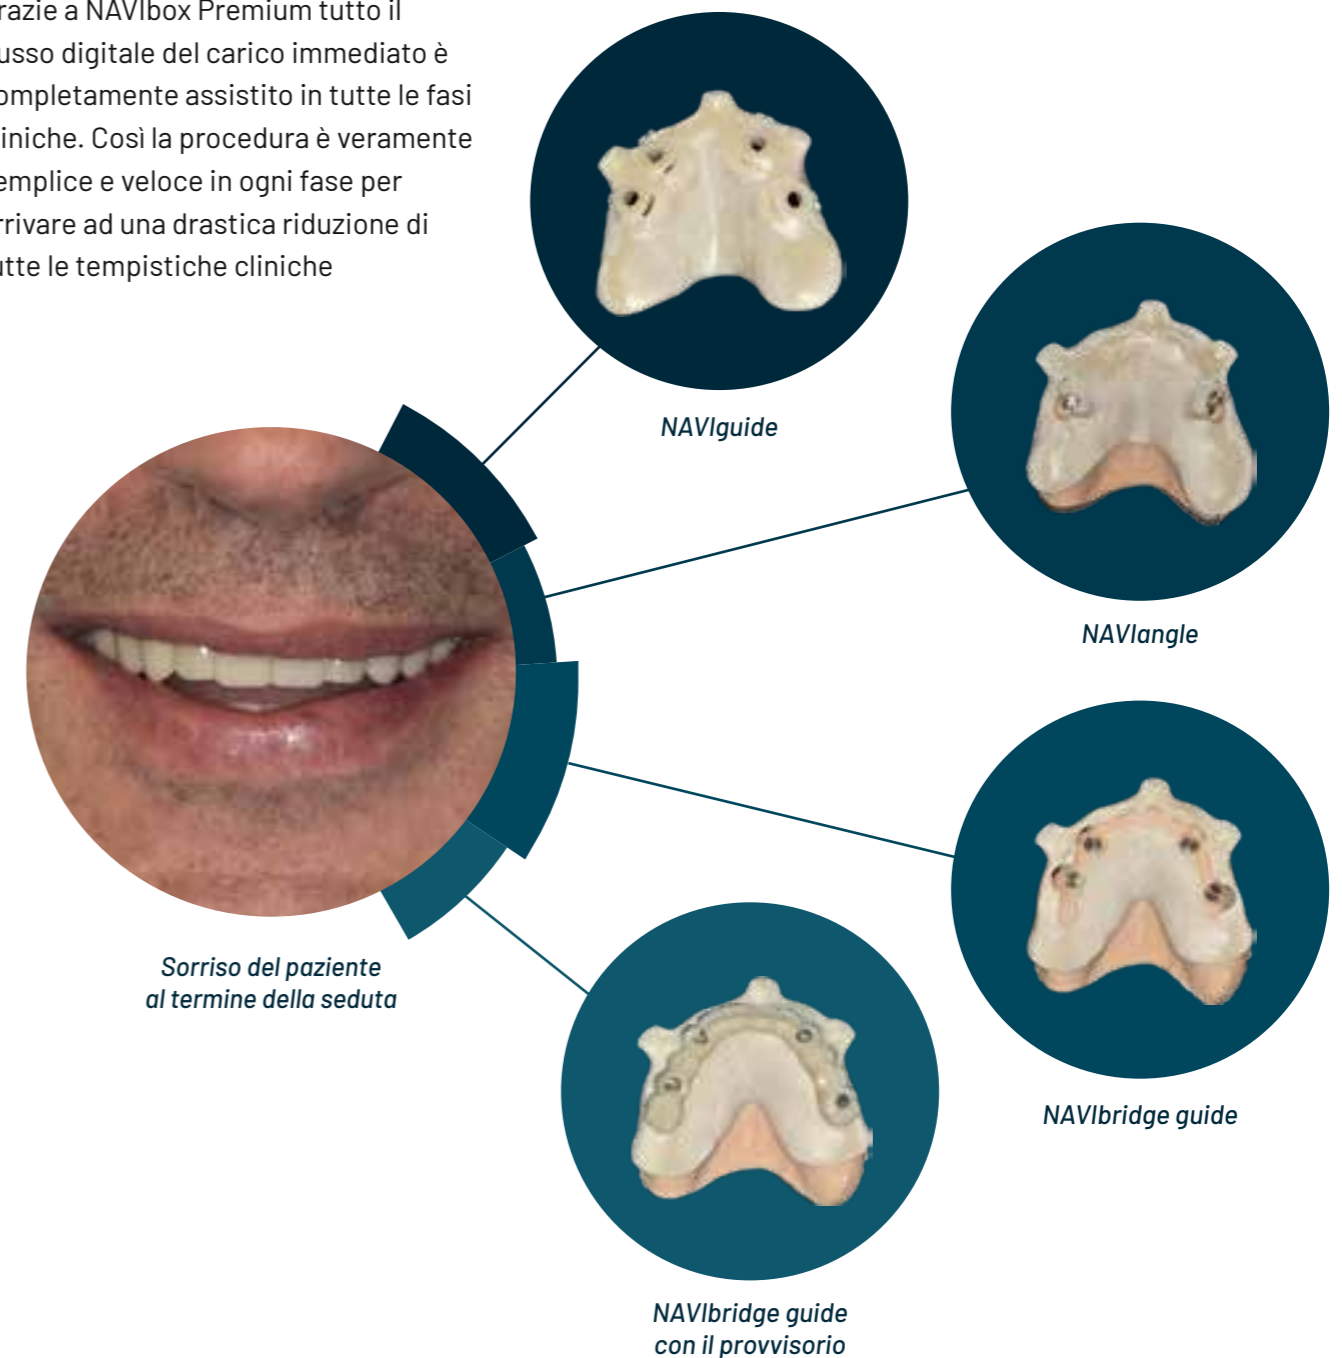 razie a NAVIbox Premium tutto il
usso digitale del carico immediato è
ompletamente assistito in tutte le fasi
iniche. Così la procedura è veramente
emplice e veloce in ogni fase per
rrivare ad una drastica riduzione di
utte le tempistiche cliniche
NAVIguide
NAVIangle
Sorriso del paziente
al termine della seduta
NAVIbridge guide
NAVIbridge guide
con il provvisorio